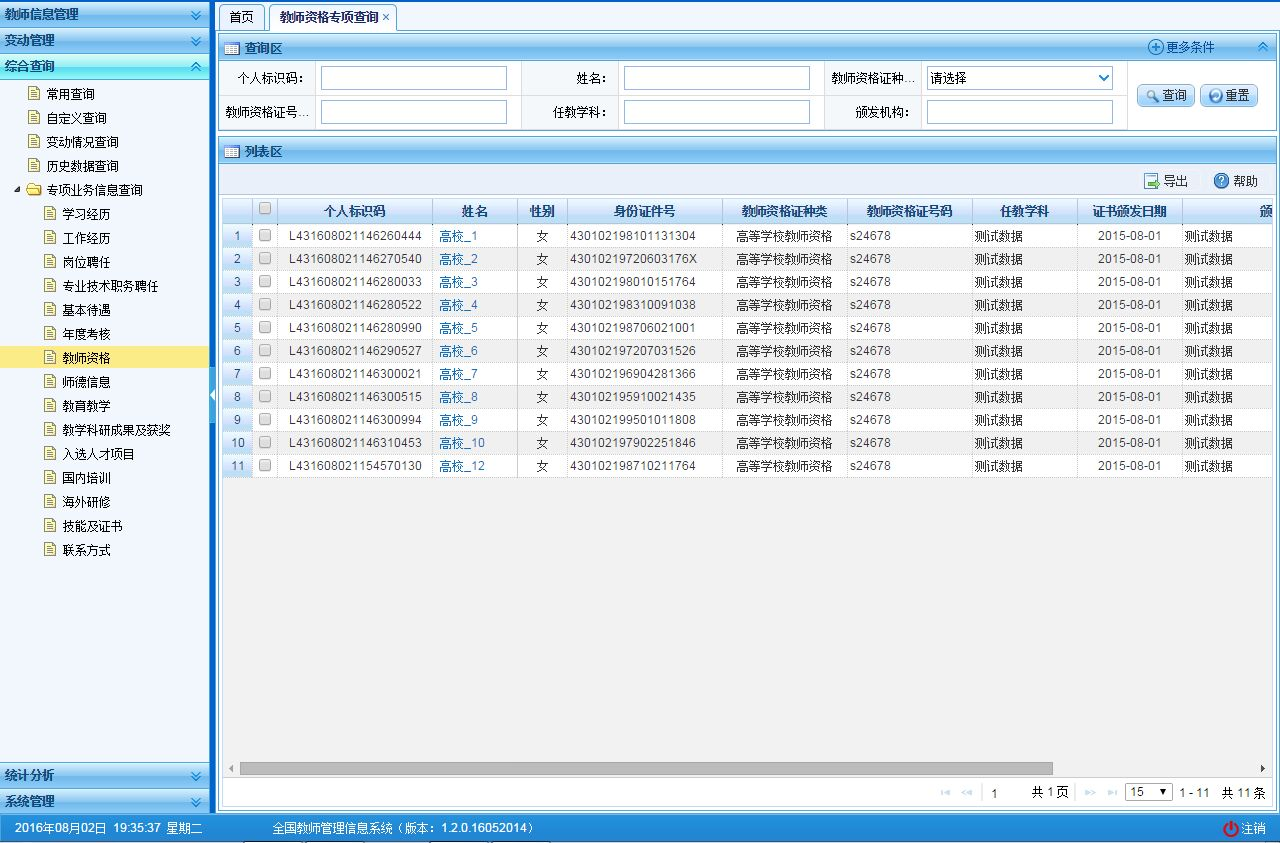 教师信息管理
变动管理
综合查询
常用查询
自定义查询
变动情况查询
历史数据查询
专项业务信息查询
学习经历
工作经历
岗位聘任
专业技术职务聘任
基本待遇
年度考核
教师资格
师德信息
教育教学
教学科研成果及获奖
入选人才项目
国内培训
海外研修
技能及证书
联系方式
统计分析
系统管理
首页 教师资格专项查询 ×
查询区 更多条件
个人标识码: 姓名: 教师资格证种... 请选择 查询 重置
教师资格证号... 任教学科: 颁发机构:
列表区
导出 帮助
个人标识码 姓名 性别 身份证件号 教师资格证种类 教师资格证号码 任教学科 证书颁发日期 颁
1 L431608021146260444 高校_1 女 430102198101131304 高等学校教师资格 s24678 测试数据 2015-08-01 测试数据
2 L431608021146270540 高校_2 女 43010219720603176X 高等学校教师资格 s24678 测试数据 2015-08-01 测试数据
3 L431608021146280033 高校_3 女 430102198010151764 高等学校教师资格 s24678 测试数据 2015-08-01 测试数据
4 L431608021146280522 高校_4 女 430102198310091038 高等学校教师资格 s24678 测试数据 2015-08-01 测试数据
5 L431608021146280990 高校_5 女 430102198706021001 高等学校教师资格 s24678 测试数据 2015-08-01 测试数据
6 L431608021146290527 高校_6 女 430102197207031526 高等学校教师资格 s24678 测试数据 2015-08-01 测试数据
7 L431608021146300021 高校_7 女 430102196904281366 高等学校教师资格 s24678 测试数据 2015-08-01 测试数据
8 L431608021146300515 高校_8 女 430102195910021435 高等学校教师资格 s24678 测试数据 2015-08-01 测试数据
9 L431608021146300994 高校_9 女 430102199501011808 高等学校教师资格 s24678 测试数据 2015-08-01 测试数据
10 L431608021146310453 高校_10 女 430102197902251846 高等学校教师资格 s24678 测试数据 2015-08-01 测试数据
11 L431608021154570130 高校_12 女 430102198710211764 高等学校教师资格 s24678 测试数据 2015-08-01 测试数据
1 共 1 页 15 1 - 11 共 11 条
2016年08月02日 19:35:37 星期二 全国教师管理信息系统（版本：1.2.0.16052014） 注销